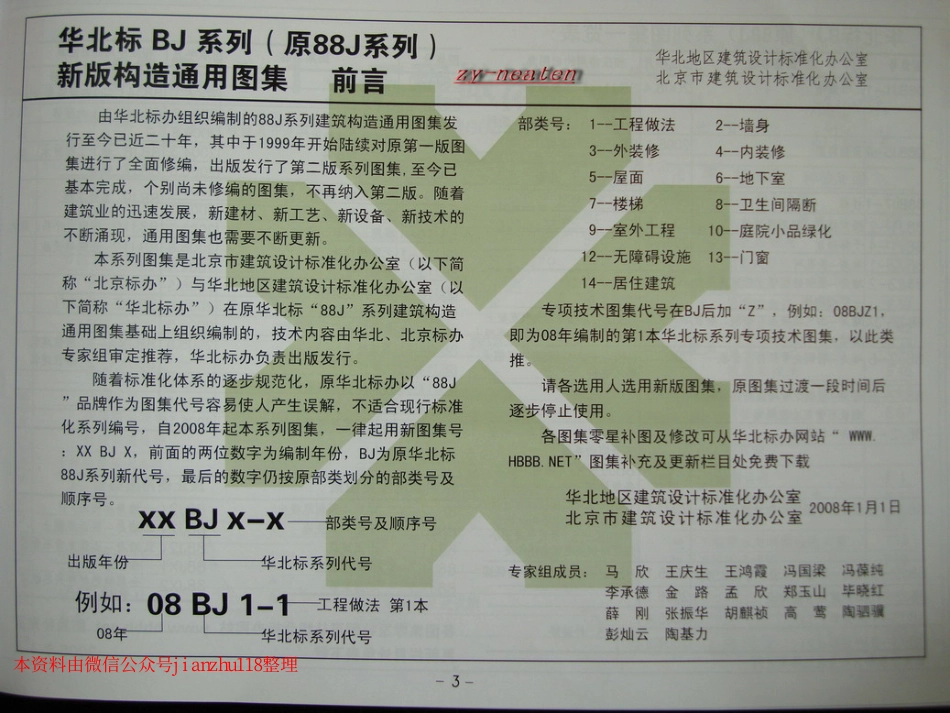 华北标 BJ 系列（原88J系列）
新版构造通用图集　前言
zy-neaten
华北地区建筑设计标准化办公室
北京市建筑设计标准化办公室
由华北标办组织编制的88J系列建筑构造通用图集发
行至今已近二十年，其中于1999年开始陆续对原第一版图
集进行了全面修编，出版发行了第二版系列图集,至今已
基本完成，个别尚未修编的图集，不再纳入第二版。随着
建筑业的迅速发展，新建材、新工艺、新设备、新技术的
不断涌现，通用图集也需要不断更新。
本系列图集是北京市建筑设计标准化办公室（以下简
称“北京标办”）与华北地区建筑设计标准化办公室（以
下简称“华北标办”）在原华北标“88J”系列建筑构造
通用图集基础上组织编制的，技术内容由华北、北京标办
专家组审定推荐，华北标办负责出版发行。
随着标准化体系的逐步规范化，原华北标办以“88J
”品牌作为图集代号容易使人产生误解，不适合现行标准
化系列编号，自2008年起本系列图集，一律起用新图集号
：XX BJ X，前面的两位数字为编制年份，BJ为原华北标
88J系列新代号，最后的数字仍按原部类划分的部类号及
顺序号。
xx BJ x-x 部类号及顺序号
出版年份 华北标系列代号
例如：08 BJ 1-1 工程做法 第1本
08年 华北标系列代号
部类号： 1--工程做法 2--墙身
3--外装修 4--内装修
5--屋面 6--地下室
7--楼梯 8--卫生间隔断
9--室外工程 10--庭院小品绿化
12--无障碍设施 13--门窗
14--居住建筑
专项技术图集代号在BJ后加“Z”，例如：08BJZ1，
即为08年编制的第1本华北标系列专项技术图集，以此类
推。
请各选用人选用新版图集，原图集过渡一段时间后
逐步停止使用。
各图集零星补图及修改可从华北标办网站“ WWW.
HBBB.NET”图集补充及更新栏目处免费下载
华北地区建筑设计标准化办公室
北京市建筑设计标准化办公室 2008年1月1日
专家组成员： 马　欣 王庆生 王鸿霞 冯国梁 冯葆纯
李承德 金　路 孟　欣 郑玉山 毕晓红
薛　刚 张振华 胡麒祯 高　莺 陶驷骥
彭灿云 陶基力
本资料由微信公众号jianzhu118整理
- 3 -